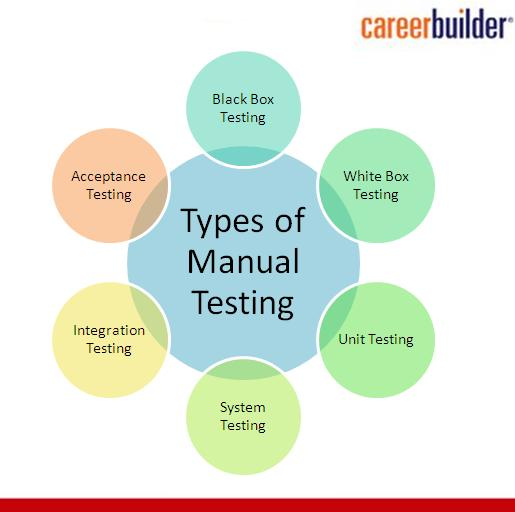 careerbuilder®
Black Box
Testing
White Box
Testing
Unit Testing
System
Testing
Integration
Testing
Acceptance
Testing
Types of
Manual
Testing